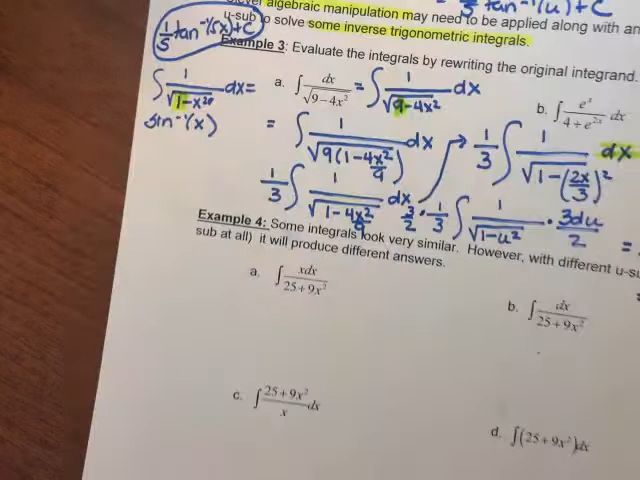 algebraic manipulation may need to be applied along with an
u-sub to solve some inverse trigonometric integrals.
tan⁻¹(u) + C
1/5 tan⁻¹(5x)+C
Example 3: Evaluate the integrals by rewriting the original integrand.
∫ 1/√(1-x²) dx =
sin⁻¹(x)
a. ∫ dx/√(9-4x²) = ∫ 1/√(9-4x²) dx
b. ∫ eˣ/(4+e²ˣ) dx
= ∫ 1/√(9(1-4x²/9)) dx
1/3 ∫ 1/√(1-4x²/9) dx
→ 1/3 ∫ 1/√(1-(2x/3)²) dx
3/2 · 1/3 ∫ 1/√(1-u²) · 3du/2
=
Example 4: Some integrals look very similar. However, with different u-su
sub at all) it will produce different answers.
a. ∫ xdx/(25+9x²)
b. ∫ dx/(25+9x²)
c. ∫ (25+9x²)/x dx
d. ∫(25+9x²)dx